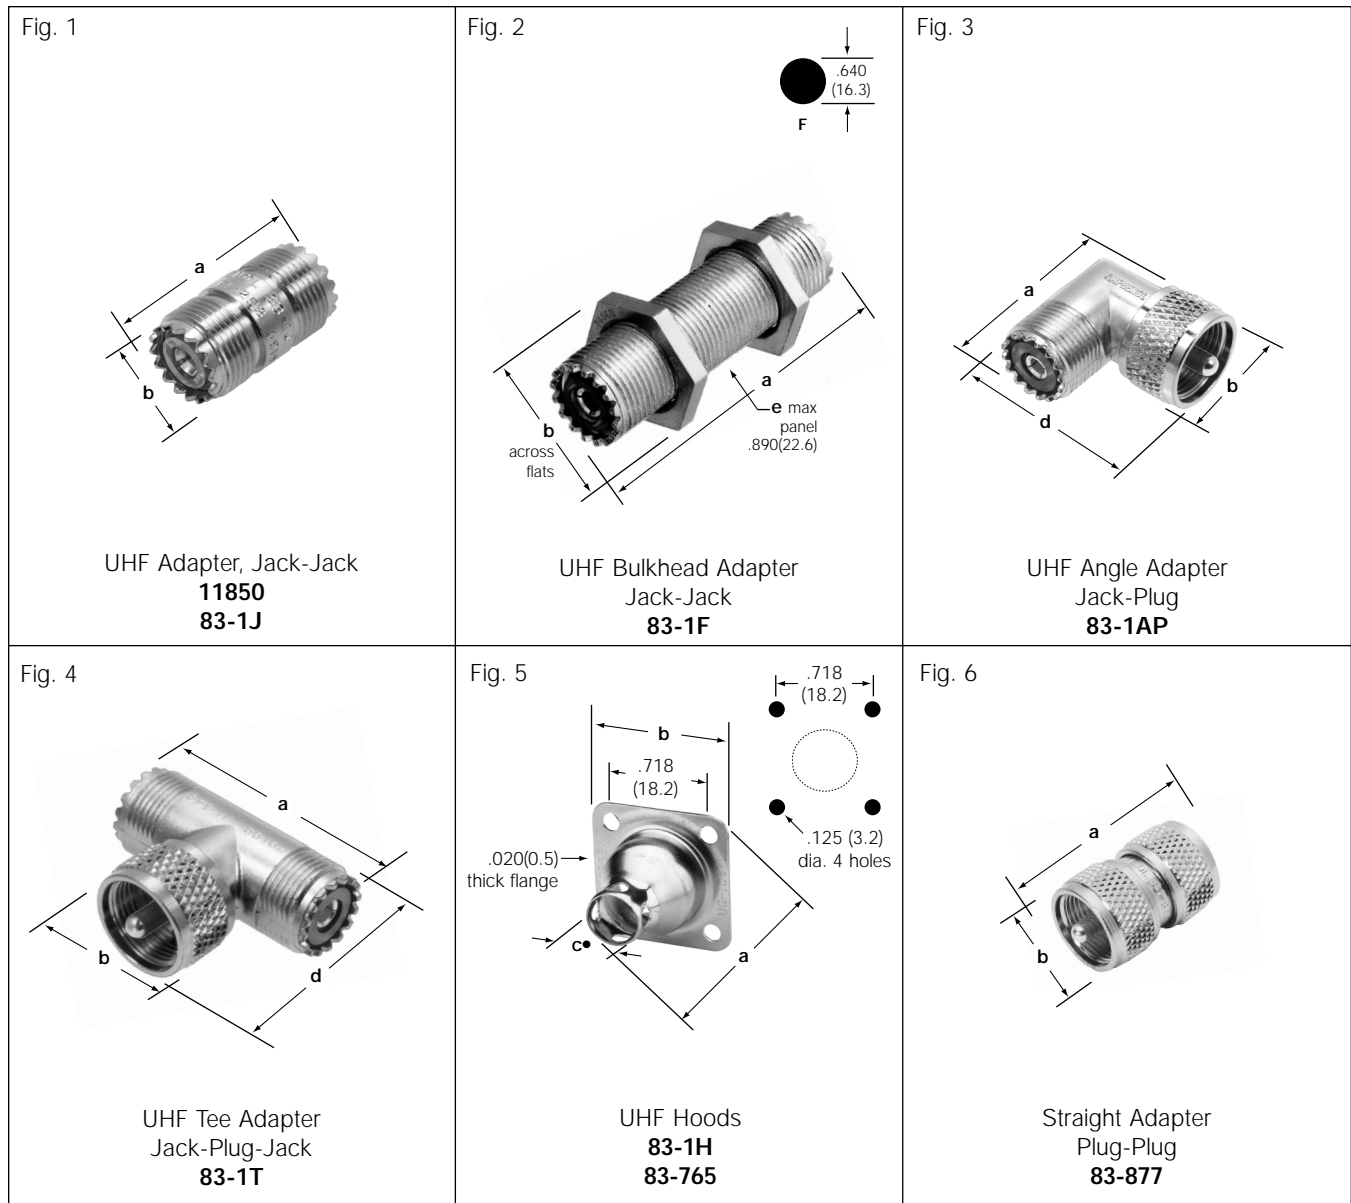 Fig. 1
a
b
UHF Adapter, Jack-Jack
11850
83-1J
Fig. 2
.640
(16.3)
F
a
e max
panel
.890(22.6)
b
across
flats
UHF Bulkhead Adapter
Jack-Jack
83-1F
Fig. 3
a
b
d
UHF Angle Adapter
Jack-Plug
83-1AP
Fig. 4
a
b
d
UHF Tee Adapter
Jack-Plug-Jack
83-1T
Fig. 5
.718
(18.2)
b
.718
(18.2)
.125 (3.2)
dia. 4 holes
.020(0.5)
thick flange
c•
a
UHF Hoods
83-1H
83-765
Fig. 6
a
b
Straight Adapter
Plug-Plug
83-877